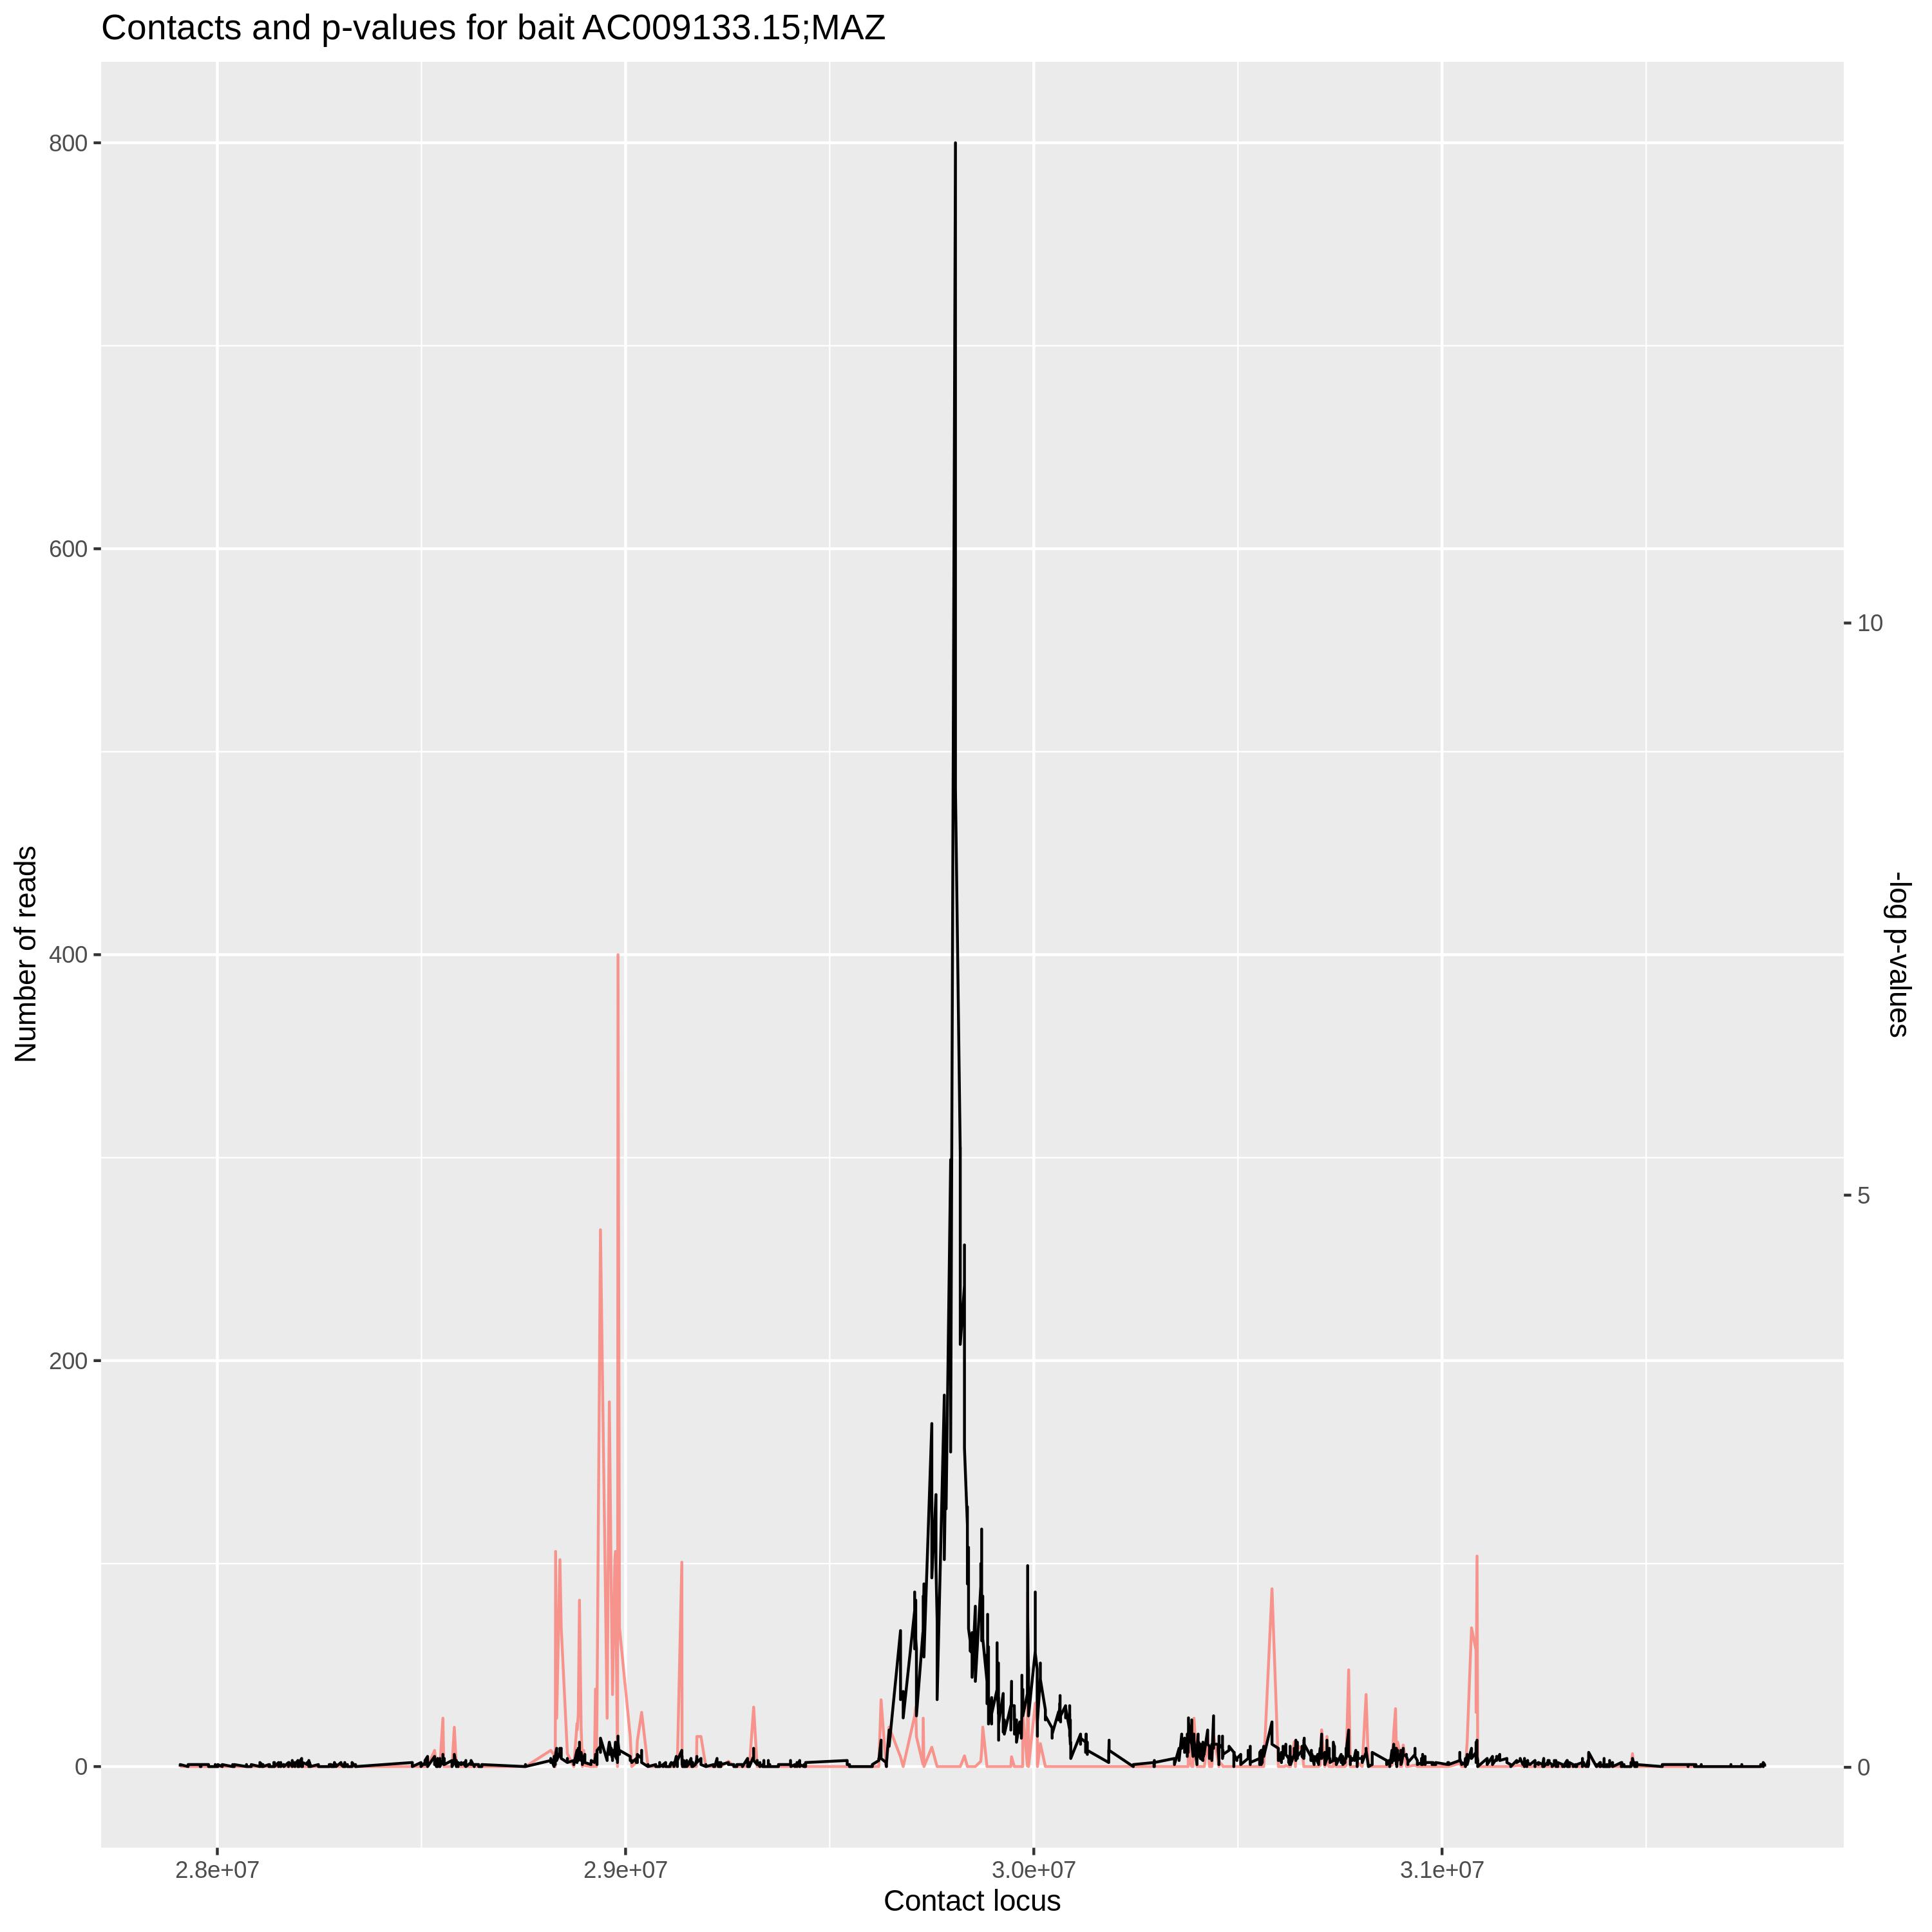 Contacts and p-values for bait AC009133.15;MAZ
800
600
400
200
0
Number of reads
10
5
0
-log p-values
2.8e+07
2.9e+07
3.0e+07
3.1e+07
Contact locus